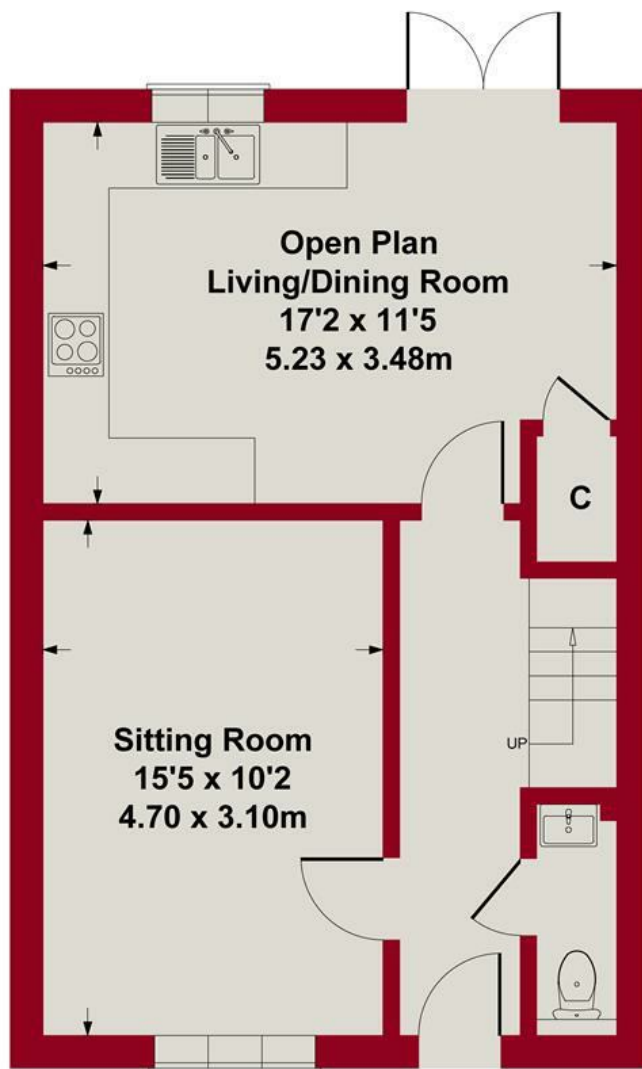 Open Plan
Living/Dining Room
17'2 x 11'5
5.23 x 3.48m
C
UP
Sitting Room
15'5 x 10'2
4.70 x 3.10m